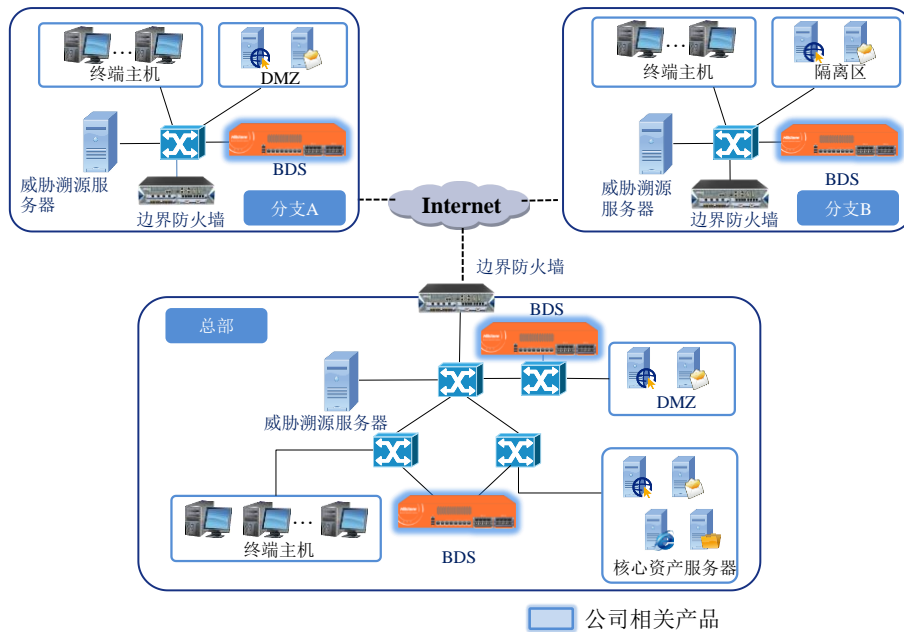 终端主机
DMZ
BDS
威胁溯源服
务器
边界防火墙
分支A
终端主机
隔离区
BDS
威胁溯源
服务器
边界防火墙
分支B
Internet
边界防火墙
总部
BDS
DMZ
威胁溯源服务器
终端主机
BDS
核心资产服务器
公司相关产品